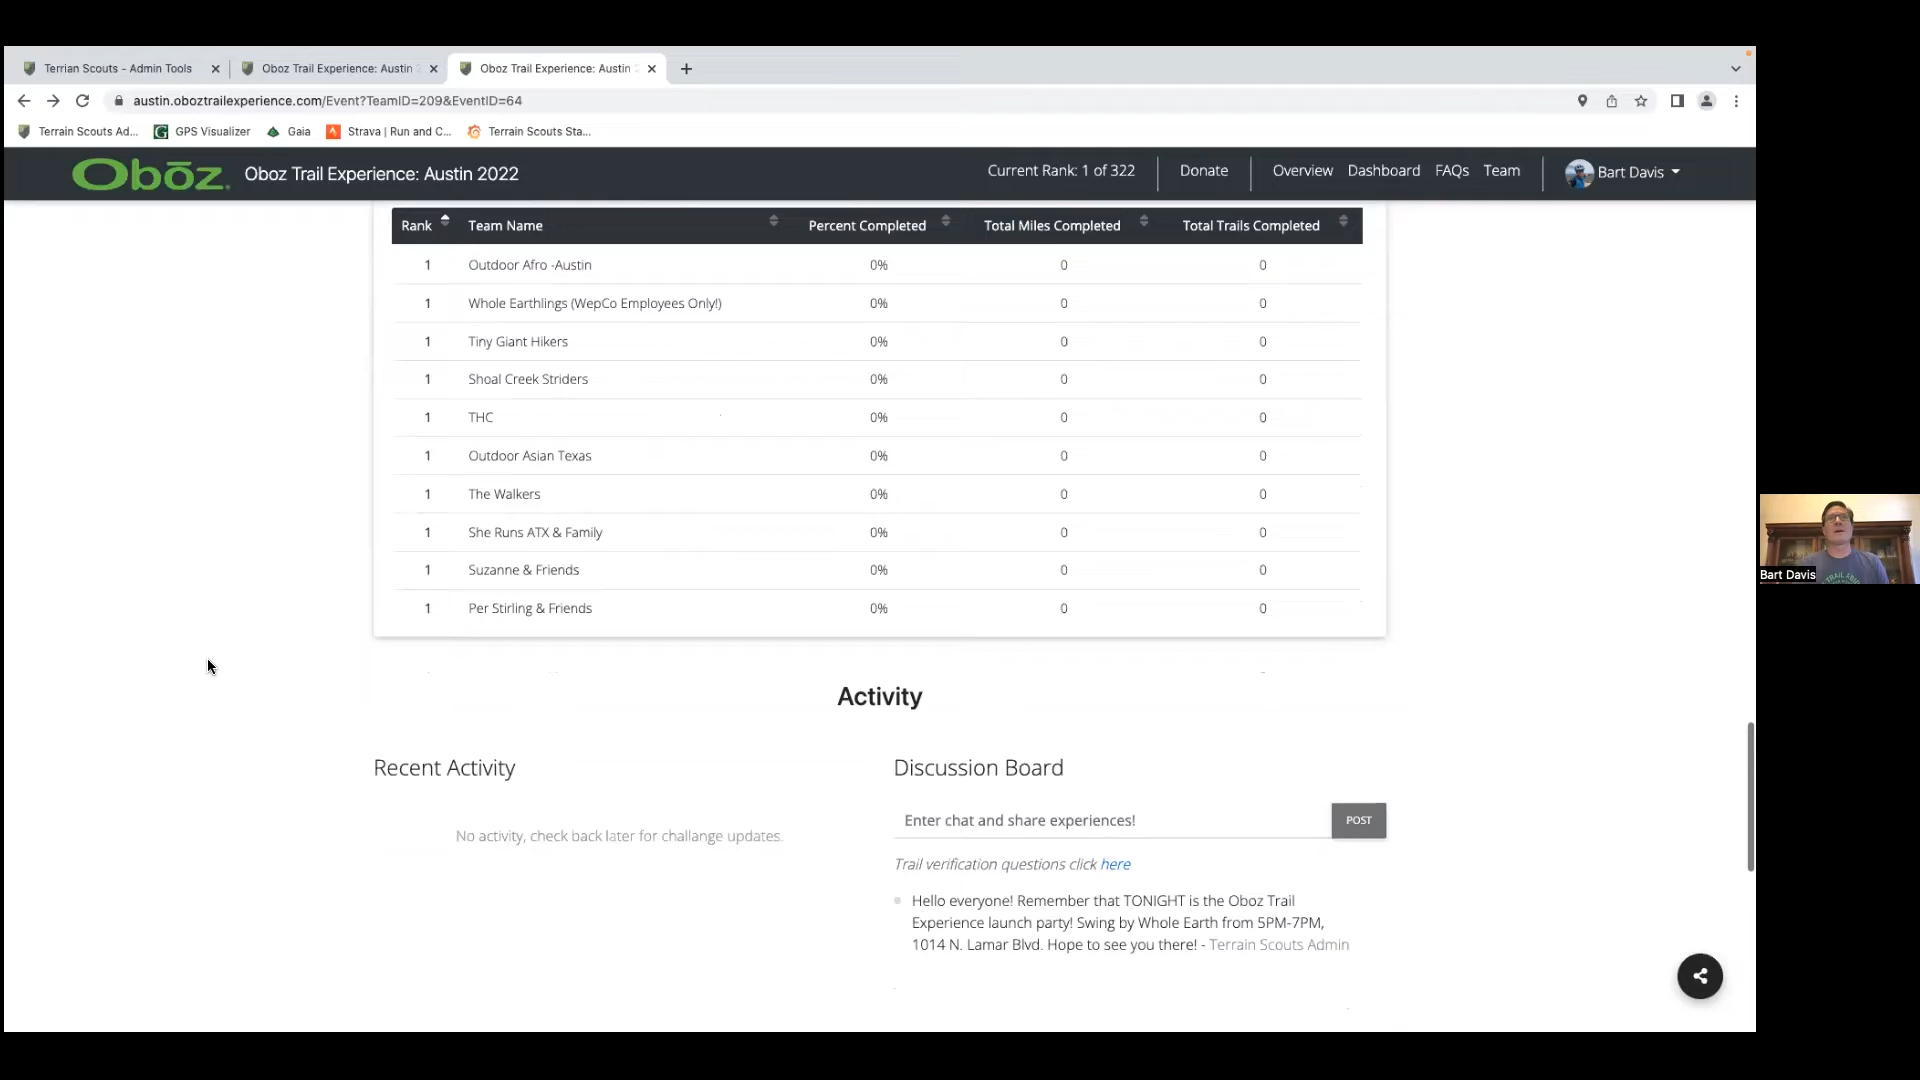 Terrian Scouts - Admin Tools
Oboz Trail Experience: Austin 2
Oboz Trail Experience: Austin 2
austin.oboztrailexperience.com/Event?TeamID=209&EventID=64
Terrain Scouts Ad...
GPS Visualizer
Gaia
Strava | Run and C...
Terrain Scouts Sta...
Obōz
Oboz Trail Experience: Austin 2022
Current Rank: 1 of 322
Donate
Overview
Dashboard
FAQs
Team
Bart Davis
Rank Team Name Percent Completed Total Miles Completed Total Trails Completed
1 Outdoor Afro -Austin 0% 0 0
1 Whole Earthlings (WepCo Employees Only!) 0% 0 0
1 Tiny Giant Hikers 0% 0 0
1 Shoal Creek Striders 0% 0 0
1 THC 0% 0 0
1 Outdoor Asian Texas 0% 0 0
1 The Walkers 0% 0 0
1 She Runs ATX & Family 0% 0 0
1 Suzanne & Friends 0% 0 0
1 Per Stirling & Friends 0% 0 0
Activity
Recent Activity
No activity, check back later for challange updates.
Discussion Board
Enter chat and share experiences!
POST
Trail verification questions click here
Hello everyone! Remember that TONIGHT is the Oboz Trail
Experience launch party! Swing by Whole Earth from 5PM-7PM,
1014 N. Lamar Blvd. Hope to see you there! - Terrain Scouts Admin
Bart Davis